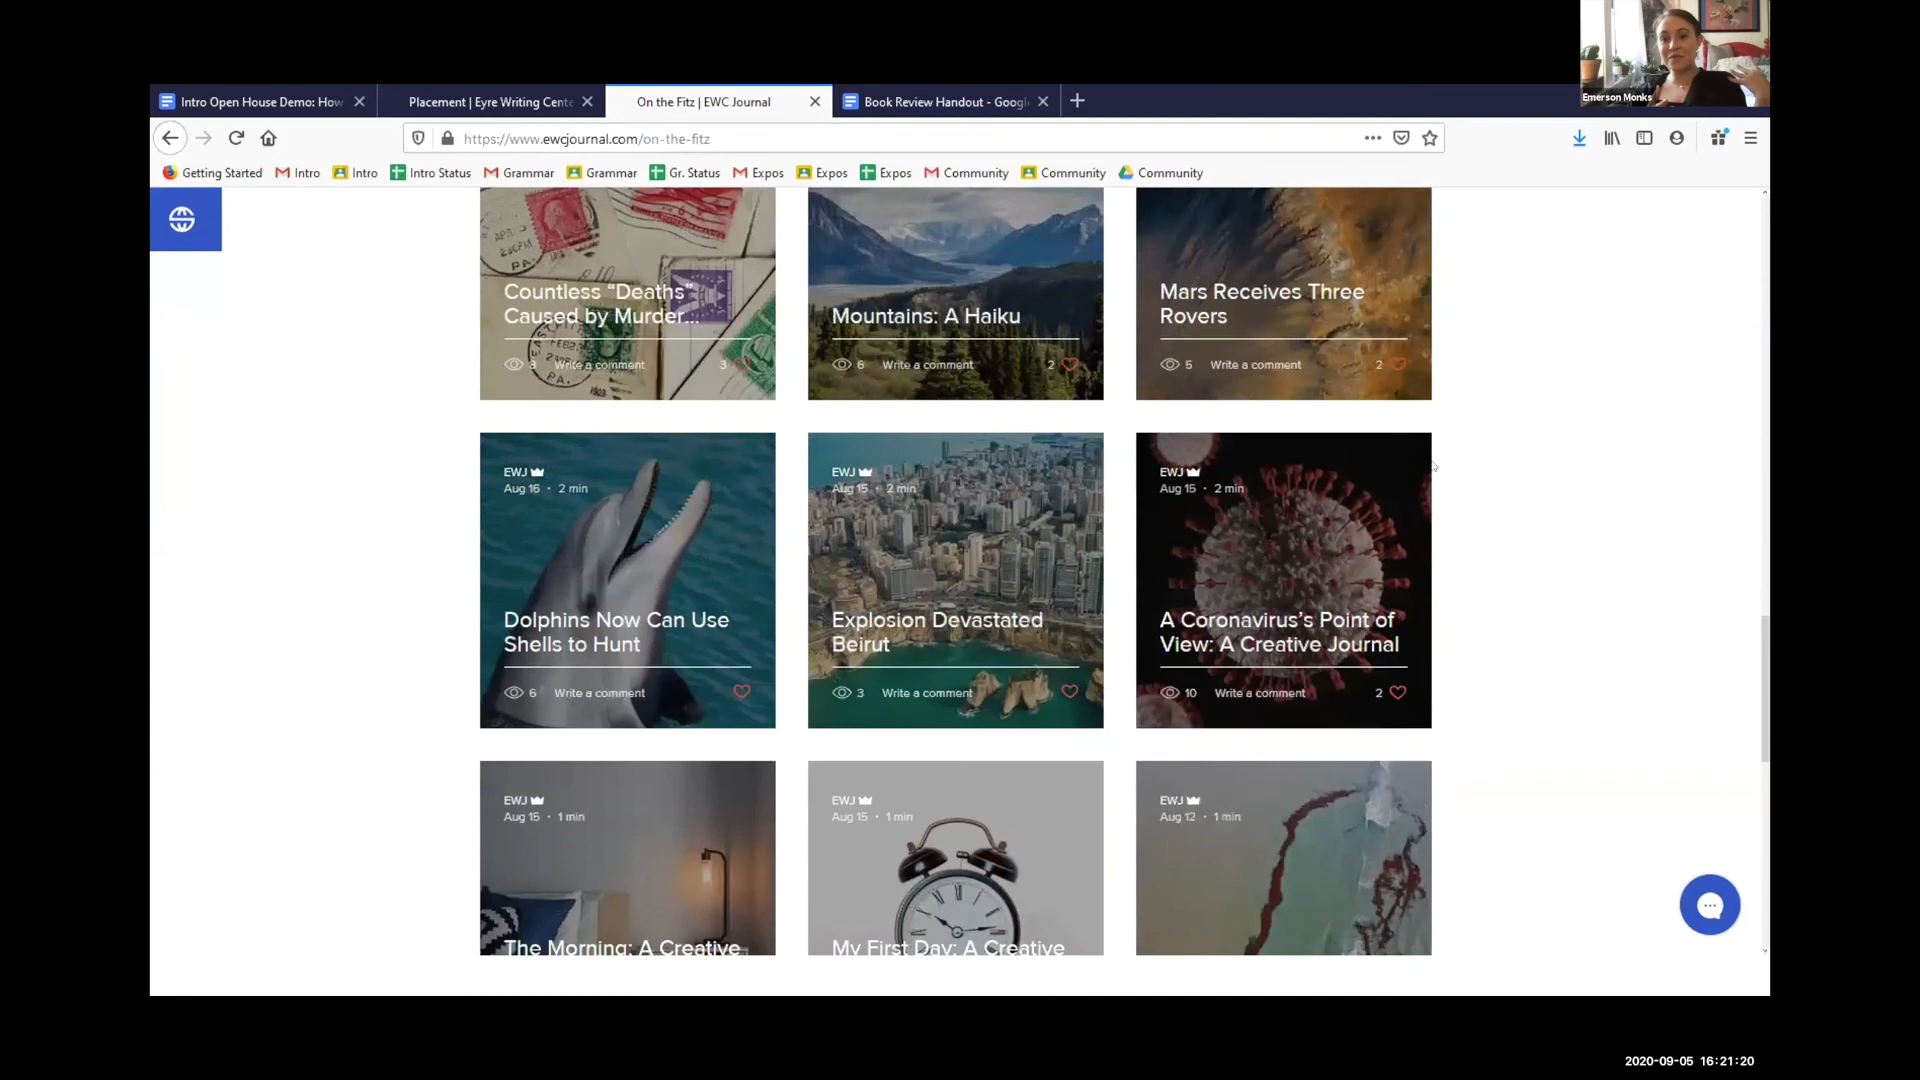 Emerson Monks
Intro Open House Demo: How
Placement | Eyre Writing Cente
On the Fitz | EWC Journal
Book Review Handout - Googl
https://www.ewcjournal.com/on-the-fitz
Getting Started
Intro
Intro
Intro Status
Grammar
Grammar
Gr. Status
Expos
Expos
Expos
Community
Community
Community
Countless “Deaths”
Caused by Murder...
8 Write a comment 3
Mountains: A Haiku
6 Write a comment 2
Mars Receives Three
Rovers
5 Write a comment 2
EWJ
Aug 16 · 2 min
Dolphins Now Can Use
Shells to Hunt
6 Write a comment
EWJ
Aug 15 · 2 min
Explosion Devastated
Beirut
3 Write a comment
EWJ
Aug 15 · 2 min
A Coronavirus’s Point of
View: A Creative Journal
10 Write a comment 2
EWJ
Aug 15 · 1 min
The Morning: A Creative
EWJ
Aug 15 · 1 min
My First Day: A Creative
EWJ
Aug 12 · 1 min
2020-09-05 16:21:20